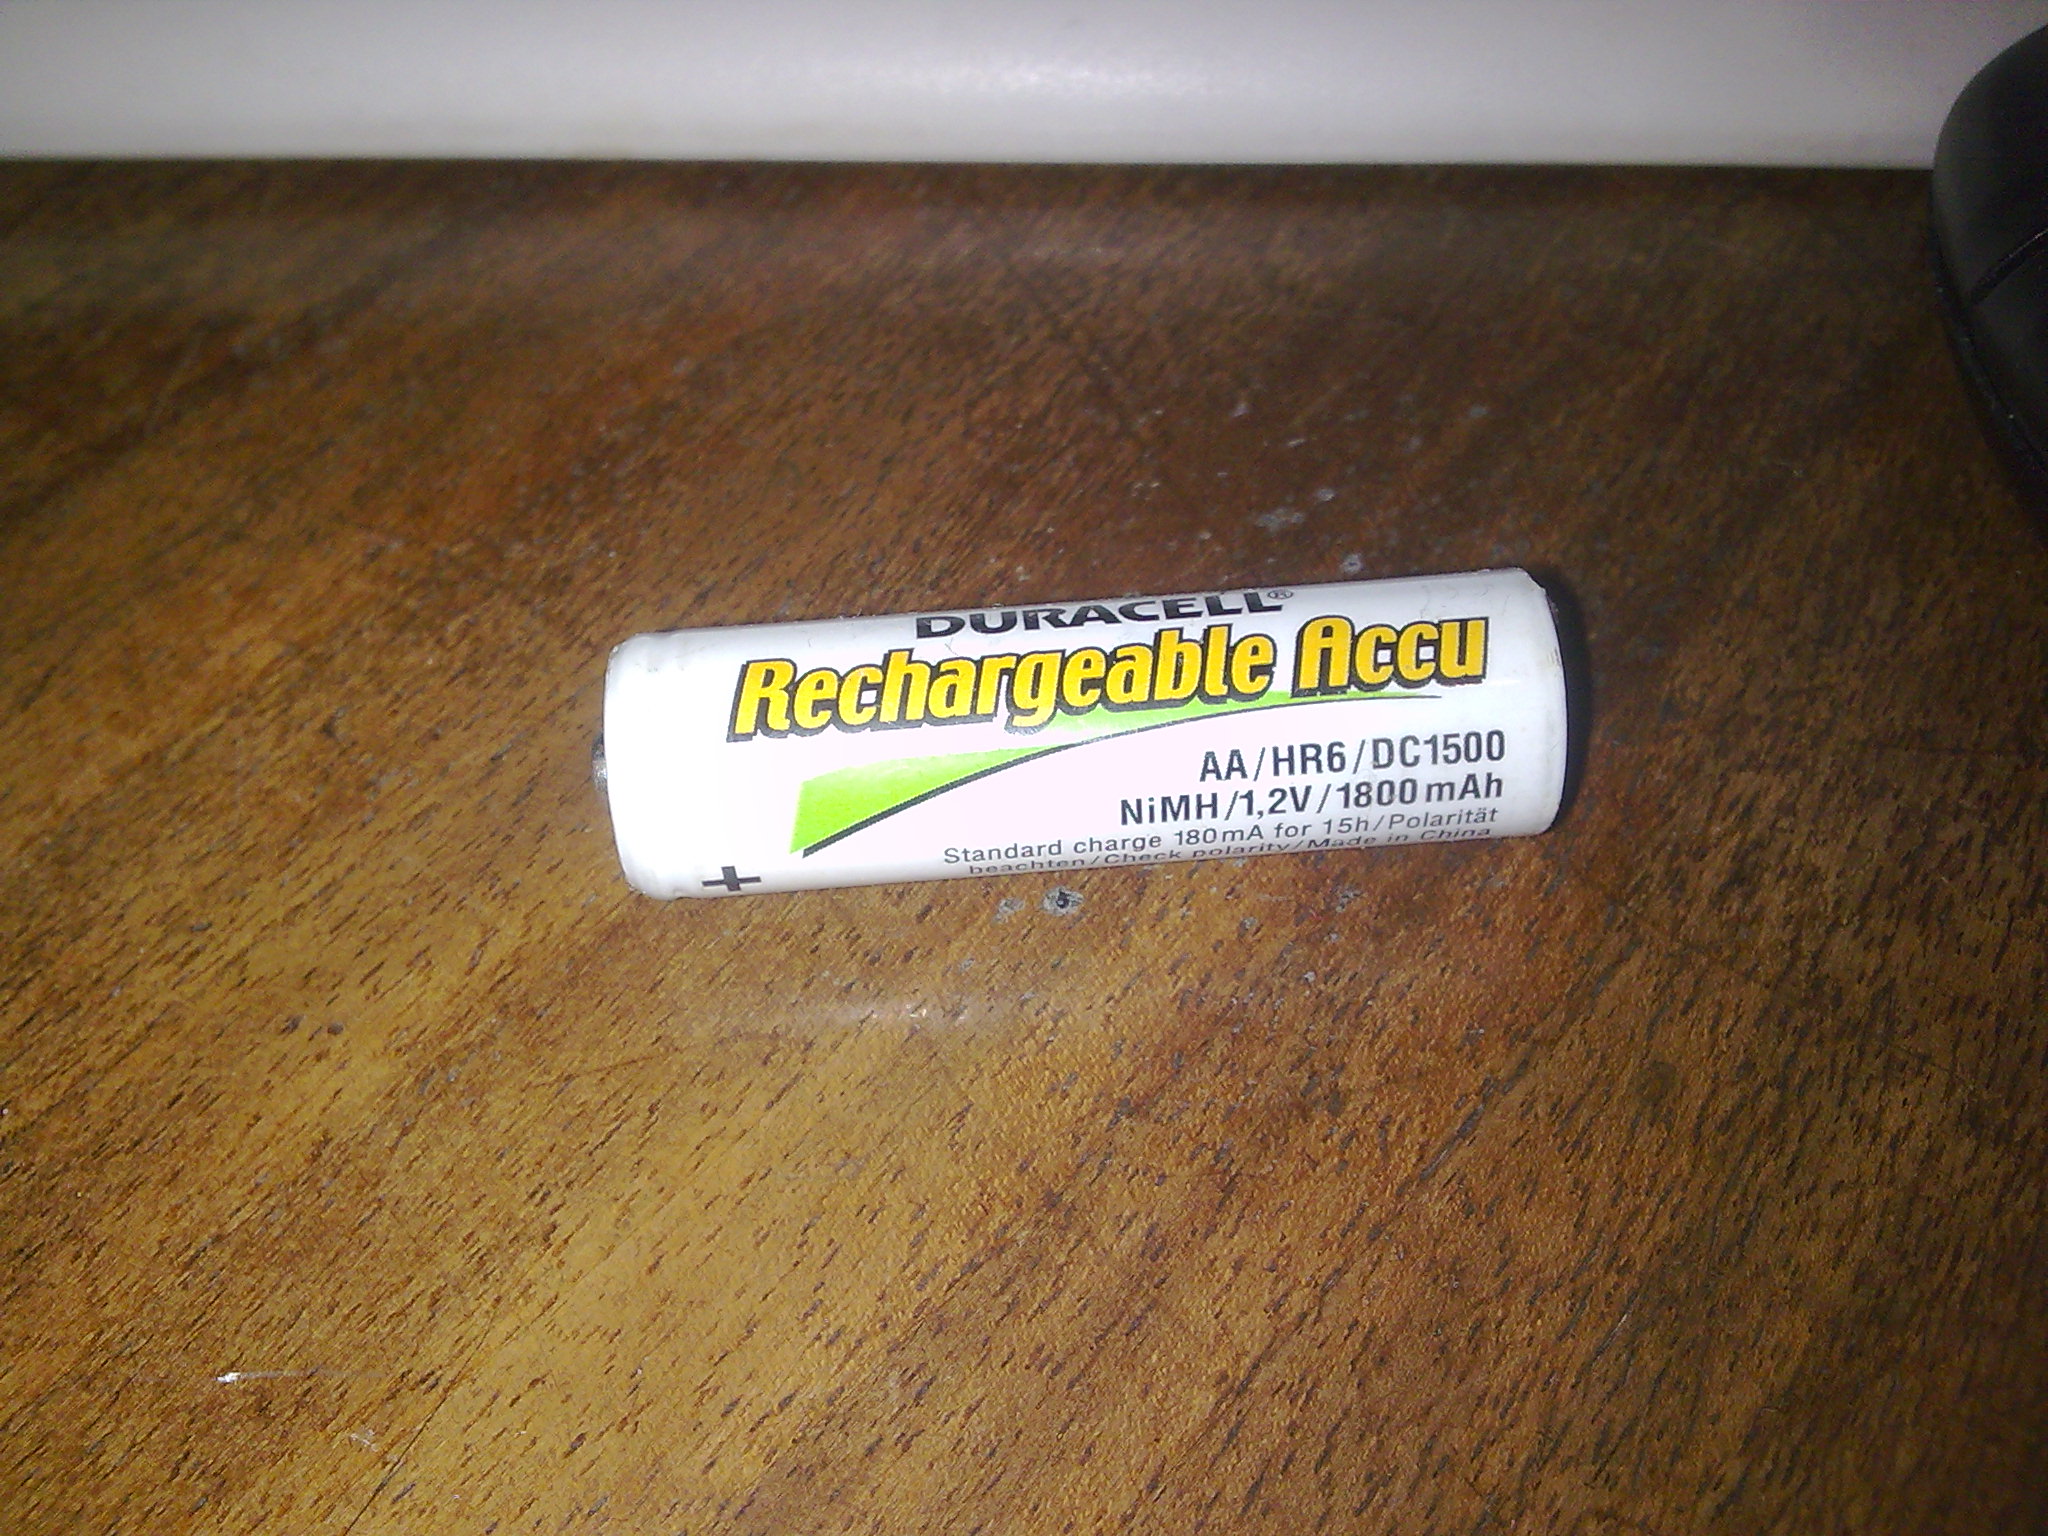 DURACELL®
Rechargeable Accu
AA/HR6/DC1500
NiMH/1,2V/1800mAh
Standard charge 180mA for 15h/Polarität
beachten/Check polarity/Made in China
+